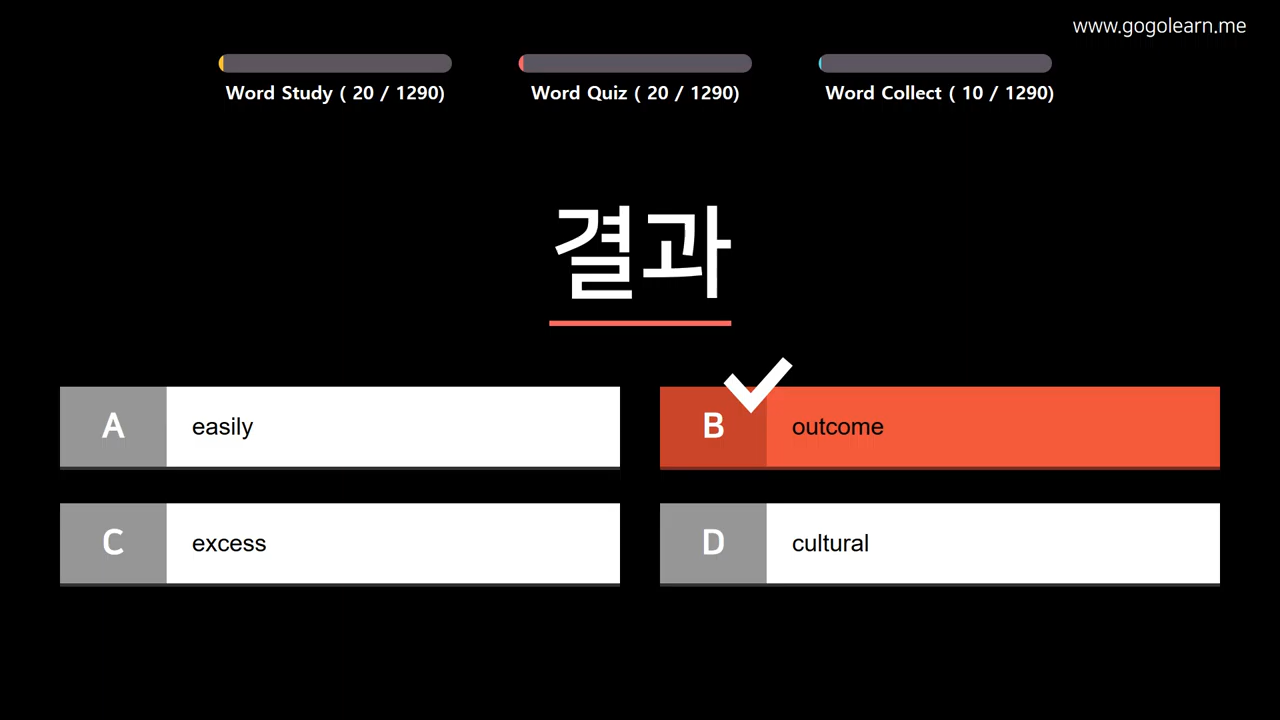 www.gogolearn.me
Word Study ( 20 / 1290)
Word Quiz ( 20 / 1290)
Word Collect ( 10 / 1290)
결과
A
easily
B
outcome
C
excess
D
cultural